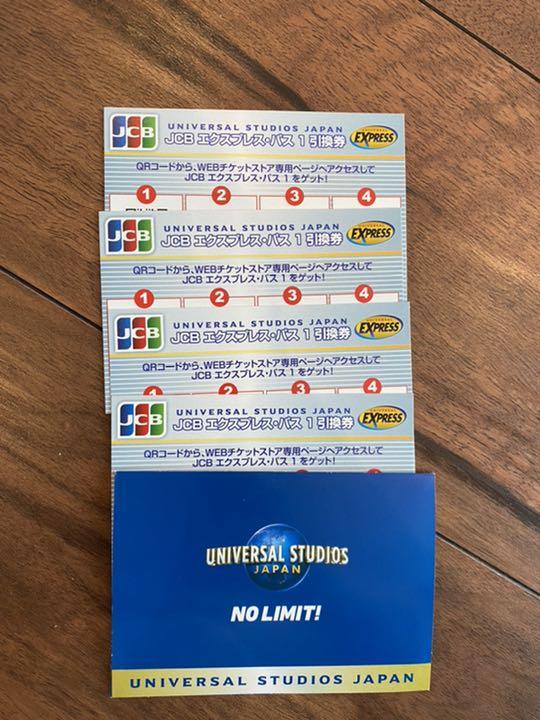 JCB
UNIVERSAL STUDIOS JAPAN
JCB エクスプレス・パス 1 引換券
UNIVERSAL
EXPRESS
QRコードから、WEBチケットストア専用ページへアクセスして
JCB エクスプレス・パス 1 をゲット!
1 2 3 4
JCB
UNIVERSAL STUDIOS JAPAN
JCB エクスプレス・パス 1 引換券
UNIVERSAL
EXPRESS
QRコードから、WEBチケットストア専用ページへアクセスして
JCB エクスプレス・パス 1 をゲット!
1 2 3 4
JCB
UNIVERSAL STUDIOS JAPAN
JCB エクスプレス・パス 1 引換券
UNIVERSAL
EXPRESS
QRコードから、WEBチケットストア専用ページへアクセスして
JCB エクスプレス・パス 1 をゲット!
1 2 3 4
JCB
UNIVERSAL STUDIOS JAPAN
JCB エクスプレス・パス 1 引換券
UNIVERSAL
EXPRESS
QRコードから、WEBチケットストア専用ページへアクセスして
JCB エクスプレス・パス 1 をゲット!
UNIVERSAL STUDIOS
JAPAN
NO LIMIT!
UNIVERSAL STUDIOS JAPAN